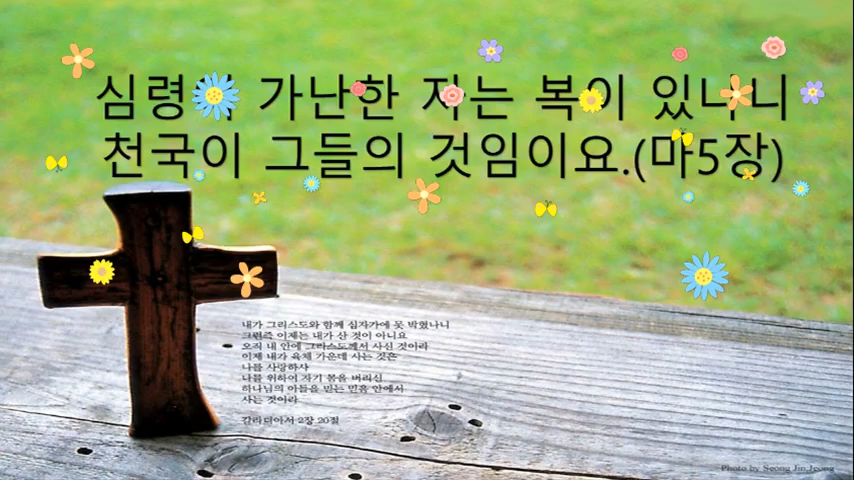 심령이 가난한 자는 복이 있나니
천국이 그들의 것임이요.(마5장)
내가 그리스도와 함께 십자가에 못 박혔나니
그런즉 이제는 내가 산 것이 아니요
오직 내 안에 그리스도께서 사신 것이라
이제 내가 육체 가운데 사는 것은
나를 사랑하사
나를 위하여 자기 몸을 버리신
하나님의 아들을 믿는 믿음 안에서
사는 것이라
갈라디아서 2장 20절
Photo by Seong Jin,Jeong